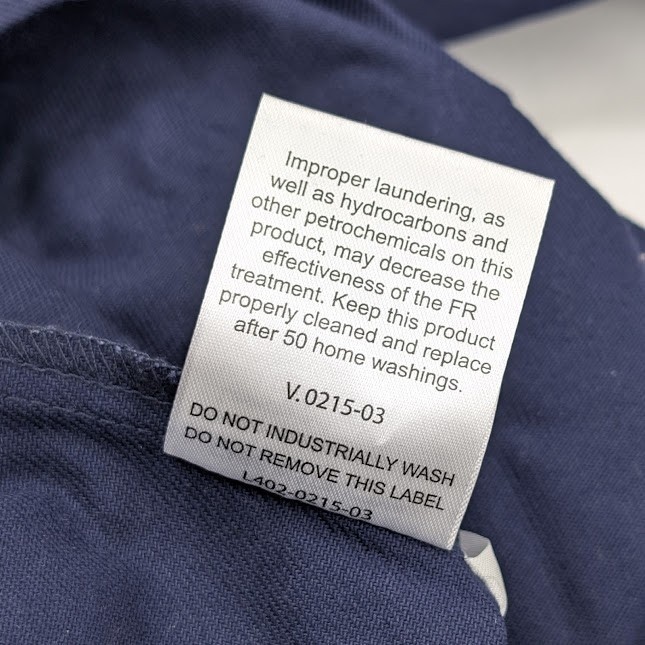 Improper laundering, as
well as hydrocarbons and
other petrochemicals on this
product, may decrease the
effectiveness of the FR
treatment. Keep this product
properly cleaned and replace
after 50 home washings.
V.0215-03
DO NOT INDUSTRIALLY WASH
DO NOT REMOVE THIS LABEL
L402-0215-03